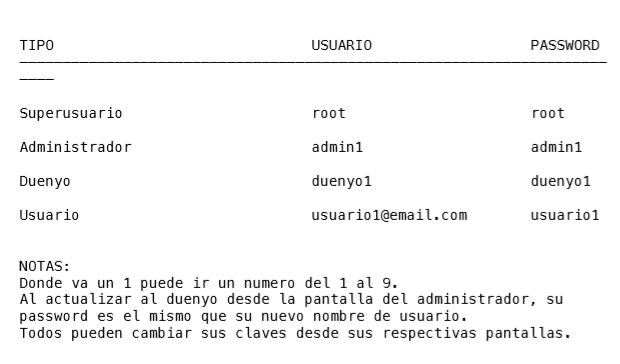 TIPO USUARIO PASSWORD
Superusuario root root
Administrador admin1 admin1
Duenyo duenyo1 duenyo1
Usuario usuario1@email.com usuario1
NOTAS:
Donde va un 1 puede ir un numero del 1 al 9.
Al actualizar al duenyo desde la pantalla del administrador, su
password es el mismo que su nuevo nombre de usuario.
Todos pueden cambiar sus claves desde sus respectivas pantallas.